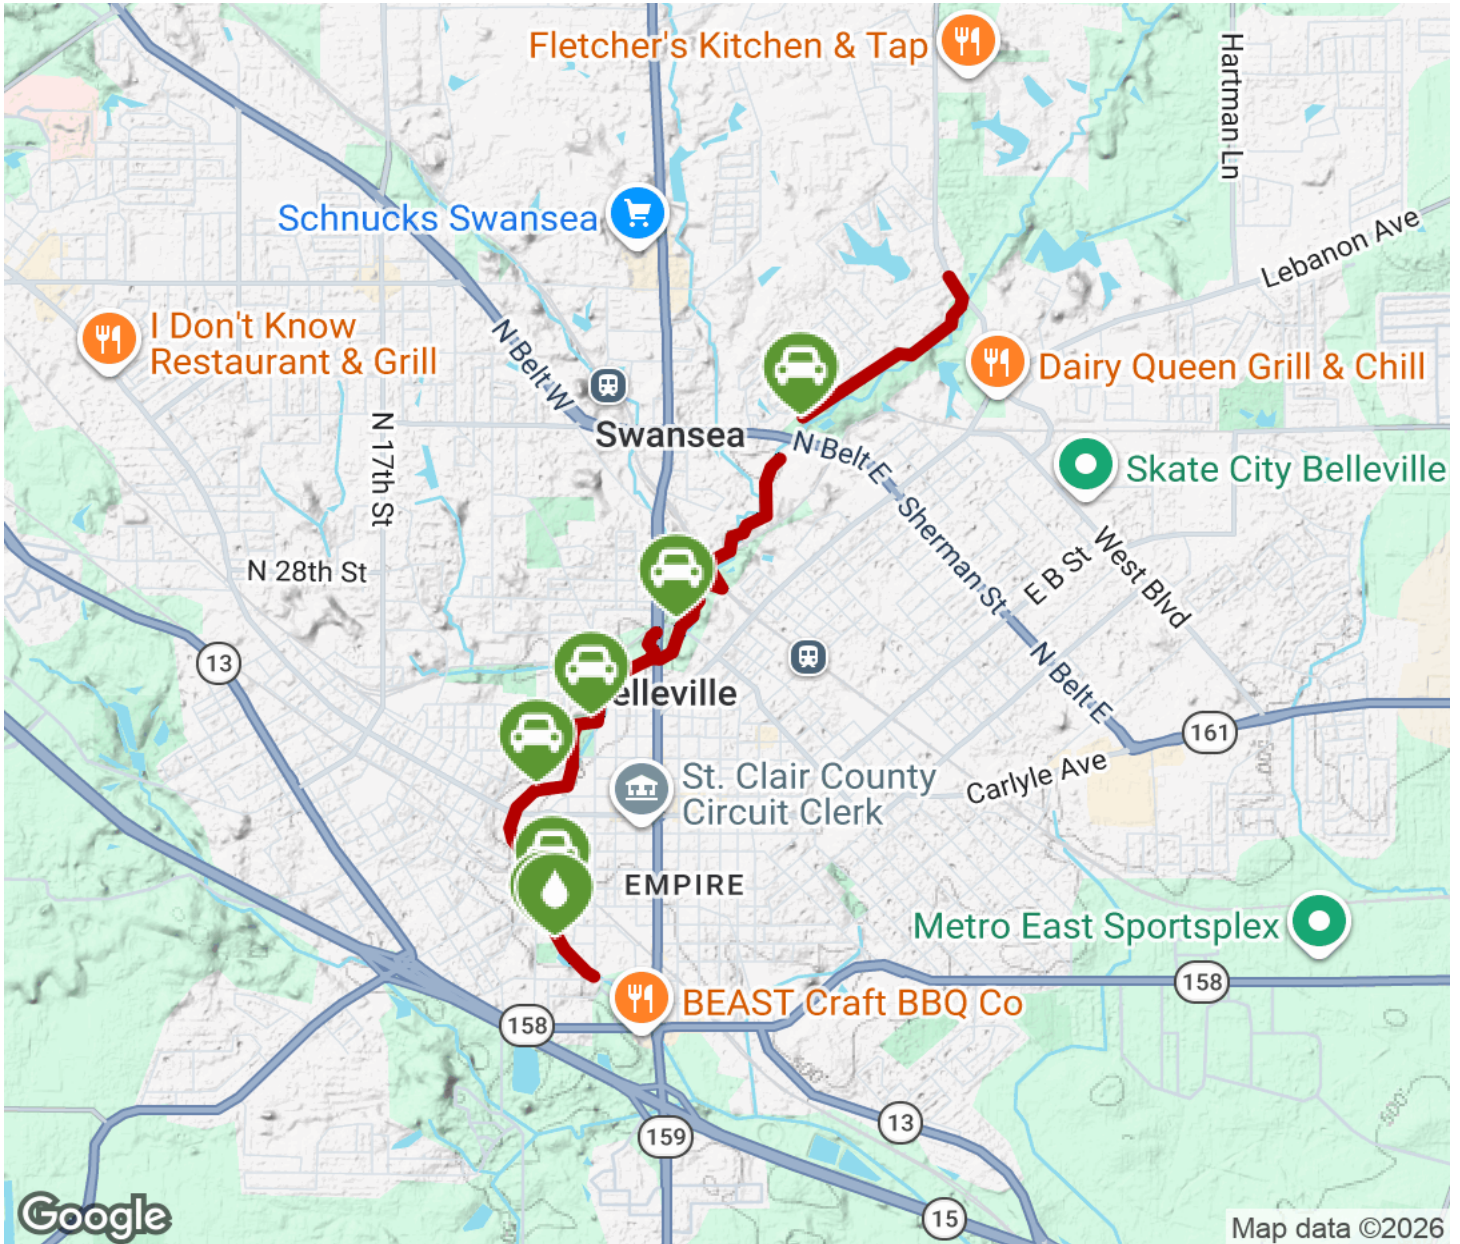 Fletcher's Kitchen & Tap
Hartman Ln
Schnucks Swansea
Lebanon Ave
I Don't Know
Restaurant & Grill
N Belt W
Dairy Queen Grill & Chill
Swansea
N Belt E
N 17th St
Skate City Belleville
Sherman St
West Blvd
E B St
N 28th St
13
N Belt E
elleville
161
St. Clair County
Circuit Clerk
Carlyle Ave
500'
EMPIRE
Metro East Sportsplex
158
BEAST Craft BBQ Co
158
500'
500'
13
159
15
Google
Map data ©2026